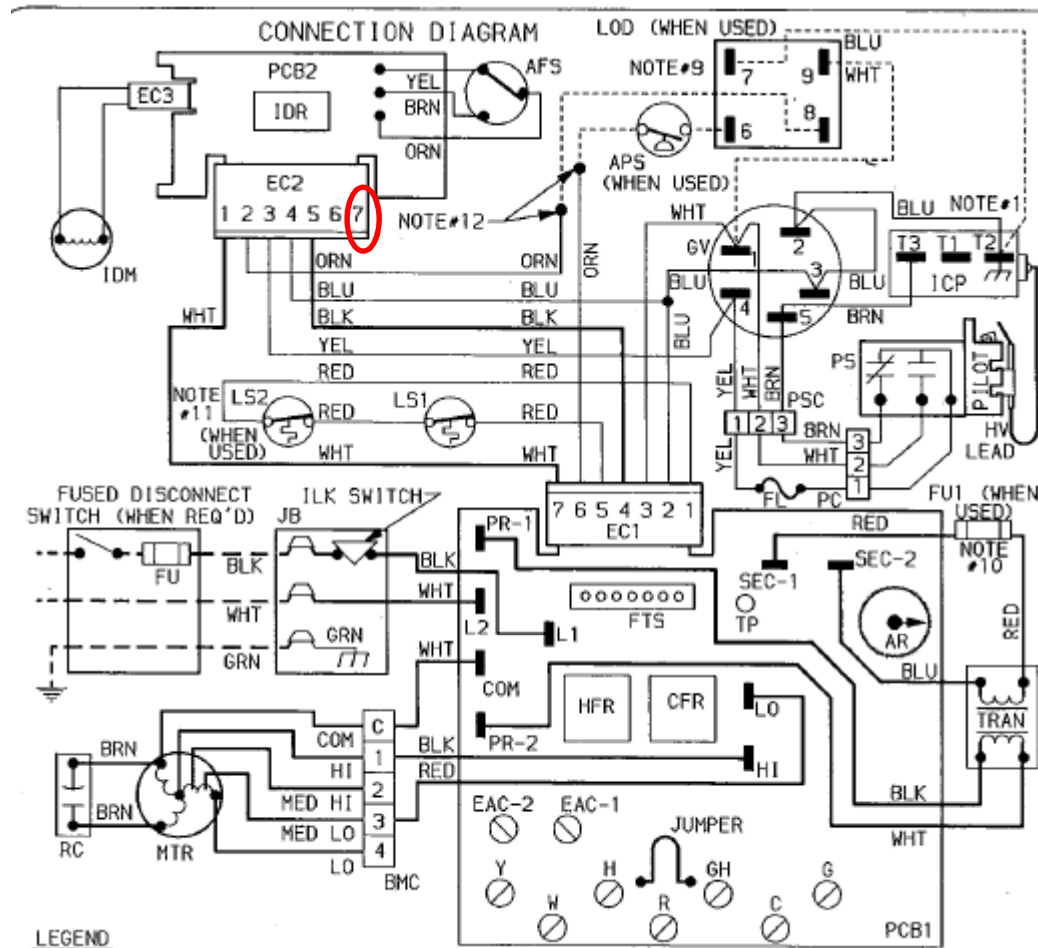 CONNECTION DIAGRAM
LOD (WHEN USED)
BLU
PCB2
YEL
AFS
NOTE#9
7
9
WHT
EC3
IDR
BRN
ORN
6
8
EC2
APS
(WHEN USED)
1 2 3 4 5 6 7
NOTE#12
WHT
BLU
NOTE#1
IDM
GV
1
2
3
4
5
T3 T1 T2
ICP
ORN
ORN
ORN
BLU
BLU
BLU
BLU
BLU
BRN
WHT
BLK
BLK
YEL
YEL
YEL
WHT
BRN
PS
PILOT
RED
RED
NOTE
#11
LS2
RED
LS1
RED
PSC
1 2 3
(WHEN
USED)
BRN
3
HV
LEAD
WHT
WHT
YEL
WHT
2
FL
PC
1
FUSED DISCONNECT
SWITCH (WHEN REQ'D)
ILK SWITCH
JB
7 6 5 4 3 2 1
EC1
FU1 (WHEN
USED)
RED
NOTE
#10
PR-1
FU
BLK
BLK
SEC-1
SEC-2
WHT
WHT
L2
L1
FTS
TP
AR
RED
GRN
GRN
WHT
COM
BLU
HFR
CFR
LO
TRAN
PR-2
COM
C
BRN
HI
1
BLK
HI
MED HI
2
RED
BLK
BRN
MED LO
3
WHT
RC
MTR
LO
4
BMC
EAC-2
EAC-1
JUMPER
Y
H
GH
G
W
R
C
PCB1
LEGEND